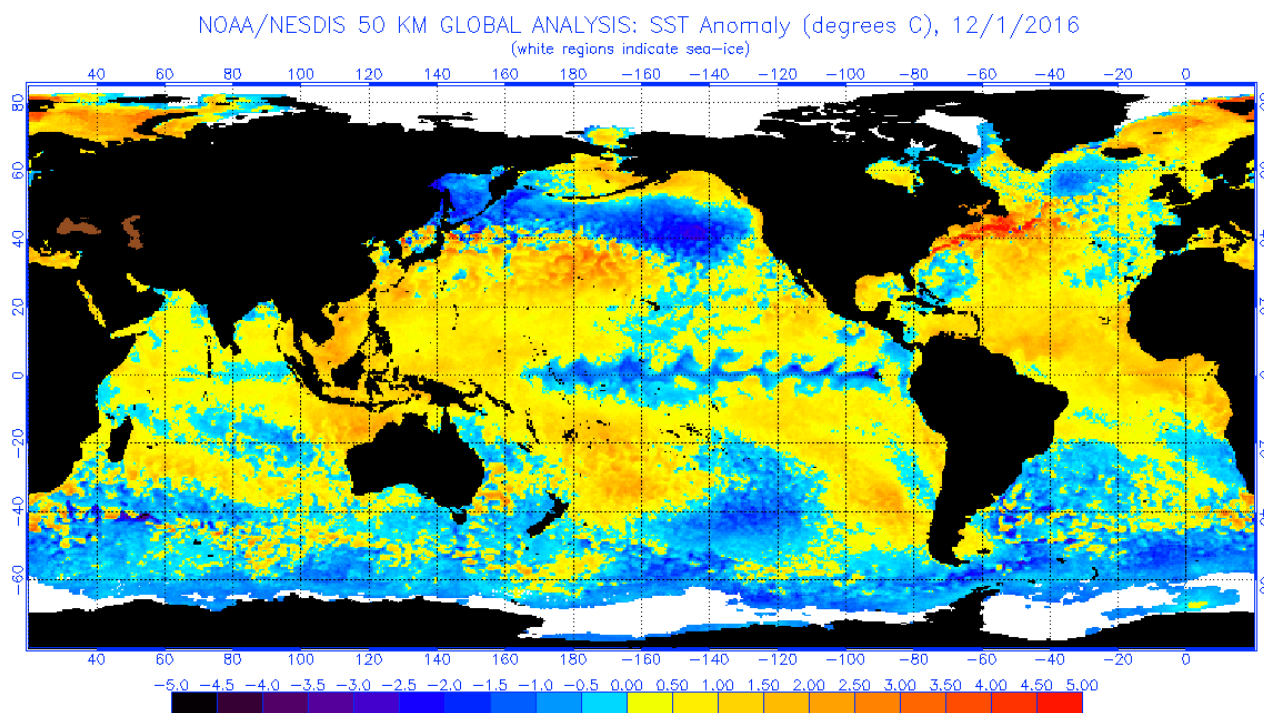 NOAA/NESDIS 50 KM GLOBAL ANALYSIS: SST Anomaly (degrees C), 12/1/2016
(white regions indicate sea-ice)
40 60 80 100 120 140 160 180 -160 -140 -120 -100 -80 -60 -40 -20 0
80
60
40
20
0
-20
-40
-60
40 60 80 100 120 140 160 180 -160 -140 -120 -100 -80 -60 -40 -20 0
-5.0 -4.5 -4.0 -3.5 -3.0 -2.5 -2.0 -1.5 -1.0 -0.5 0.00 0.50 1.00 1.50 2.00 2.50 3.00 3.50 4.00 4.50 5.00